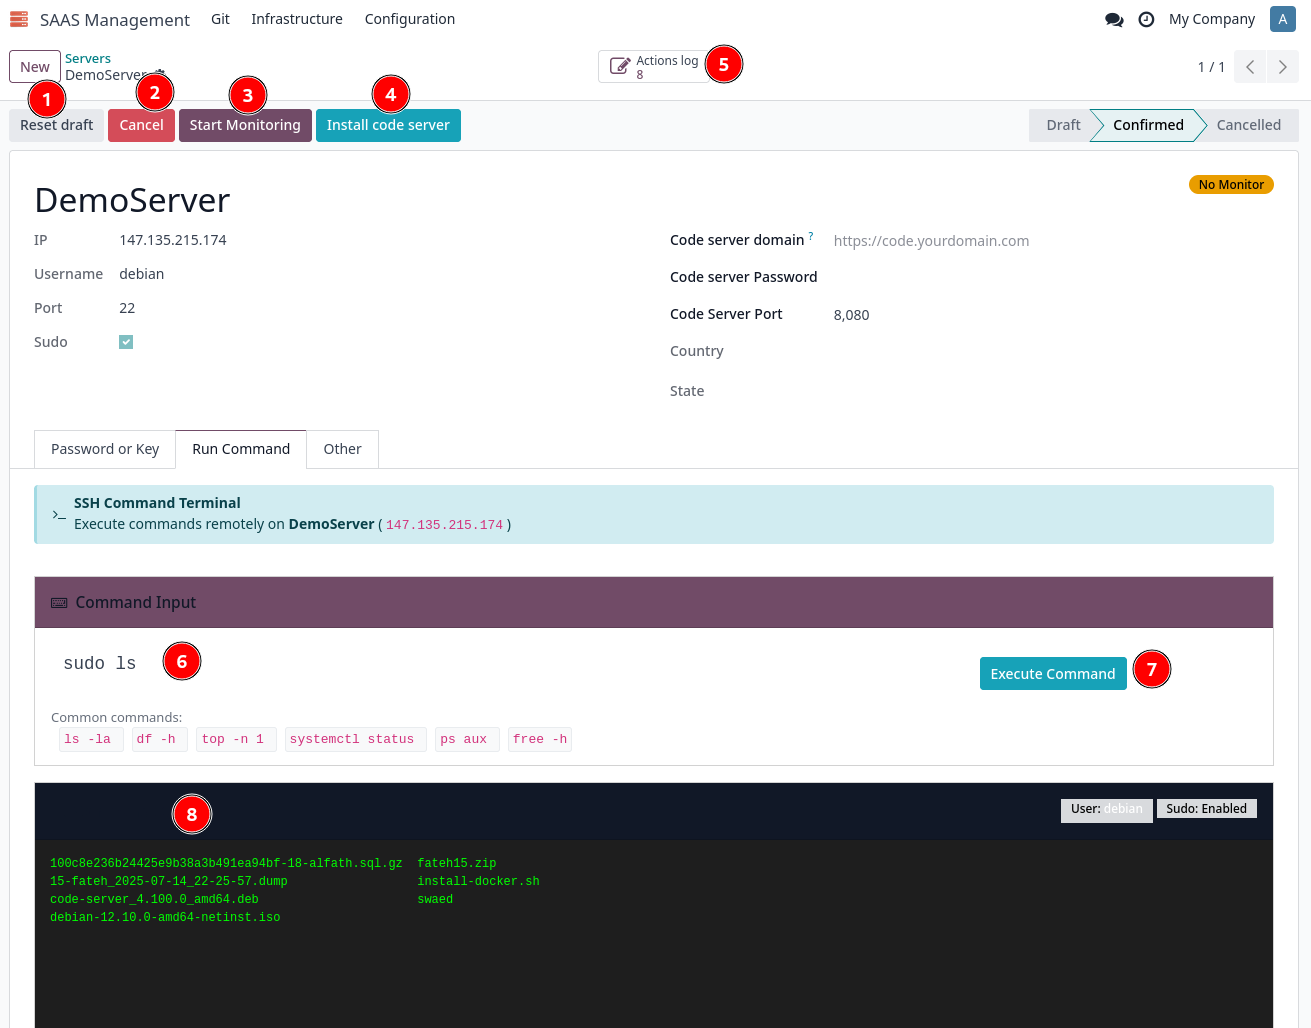 SAAS Management Git Infrastructure Configuration My Company A
New Servers
DemoServer
Actions log
8
5
1 / 1
1 2 3 4
Reset draft Cancel Start Monitoring Install code server Draft Confirmed Cancelled
No Monitor
DemoServer
IP 147.135.215.174
Username debian
Port 22
Sudo
Code server domain ? https://code.yourdomain.com
Code server Password
Code Server Port 8,080
Country
State
Password or Key Run Command Other
>_ SSH Command Terminal
Execute commands remotely on DemoServer ( 147.135.215.174 )
Command Input
sudo ls 6
Execute Command 7
Common commands:
ls -la df -h top -n 1 systemctl status ps aux free -h
8
User: debian Sudo: Enabled
100c8e236b24425e9b38a3b491ea94bf-18-alfath.sql.gz fateh15.zip
15-fateh_2025-07-14_22-25-57.dump install-docker.sh
code-server_4.100.0_amd64.deb swaed
debian-12.10.0-amd64-netinst.iso